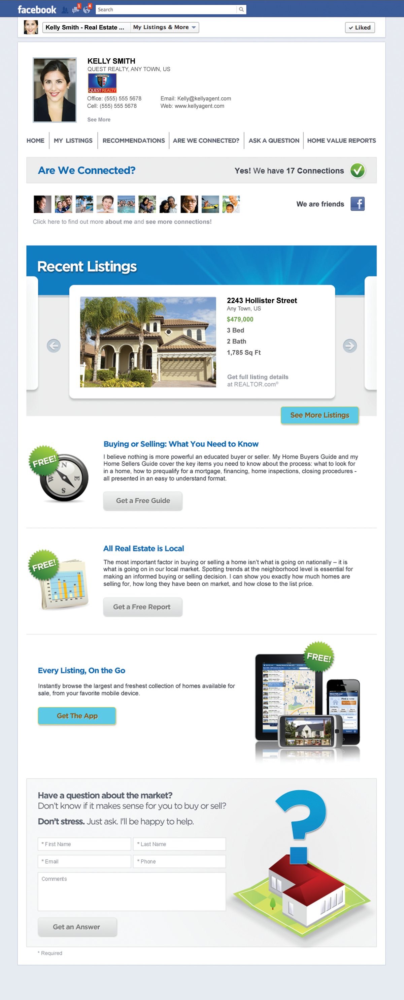 facebook
1
4
Search
Kelly Smith - Real Estate ...
My Listings & More
Liked
KELLY SMITH
QUEST REALTY, ANY TOWN, US
Quest Realty
QUEST REALTY
Office: (555) 555 5678
Email: Kelly@kellyagent.com
Cell: (555) 555 5678
Web: www.kellyagent.com
See More
HOME
MY LISTINGS
RECOMMENDATIONS
ARE WE CONNECTED?
ASK A QUESTION
HOME VALUE REPORTS
Are We Connected?
Yes! We have 17 Connections
We are friends
f
Click here to find out more about me and see more connections!
Recent Listings
2243 Hollister Street
Any Town, US
$479,000
3 Bed
2 Bath
1,785 Sq Ft
Get full listing details
at REALTOR.com®
See More Listings
FREE!
N
E
S
W
Buying or Selling: What You Need to Know
I believe nothing is more powerful an educated buyer or seller. My Home Buyers Guide and my
Home Sellers Guide cover the key items you need to know about the process: what to look for
in a home, how to prequalify for a mortgage, financing, home inspections, closing procedures -
all presented in an easy to understand format.
Get a Free Guide
FREE!
All Real Estate is Local
The most important factor in buying or selling a home isn't what is going on nationally – it is
what is going on in our local market. Spotting trends at the neighborhood level is essential for
making an informed buying or selling decision. I can show you exactly how much homes are
selling for, how long they have been on market, and how close to the list price.
Get a Free Report
FREE!
Every Listing, On the Go
Instantly browse the largest and freshest collection of homes available for
sale, from your favorite mobile device.
Get The App
REALTOR.com
Find a home
Have a question about the market?
Don't know if it makes sense for you to buy or sell?
Don't stress. Just ask. I'll be happy to help.
* First Name
* Last Name
* Email
* Phone
Comments
Get an Answer
?
* Required